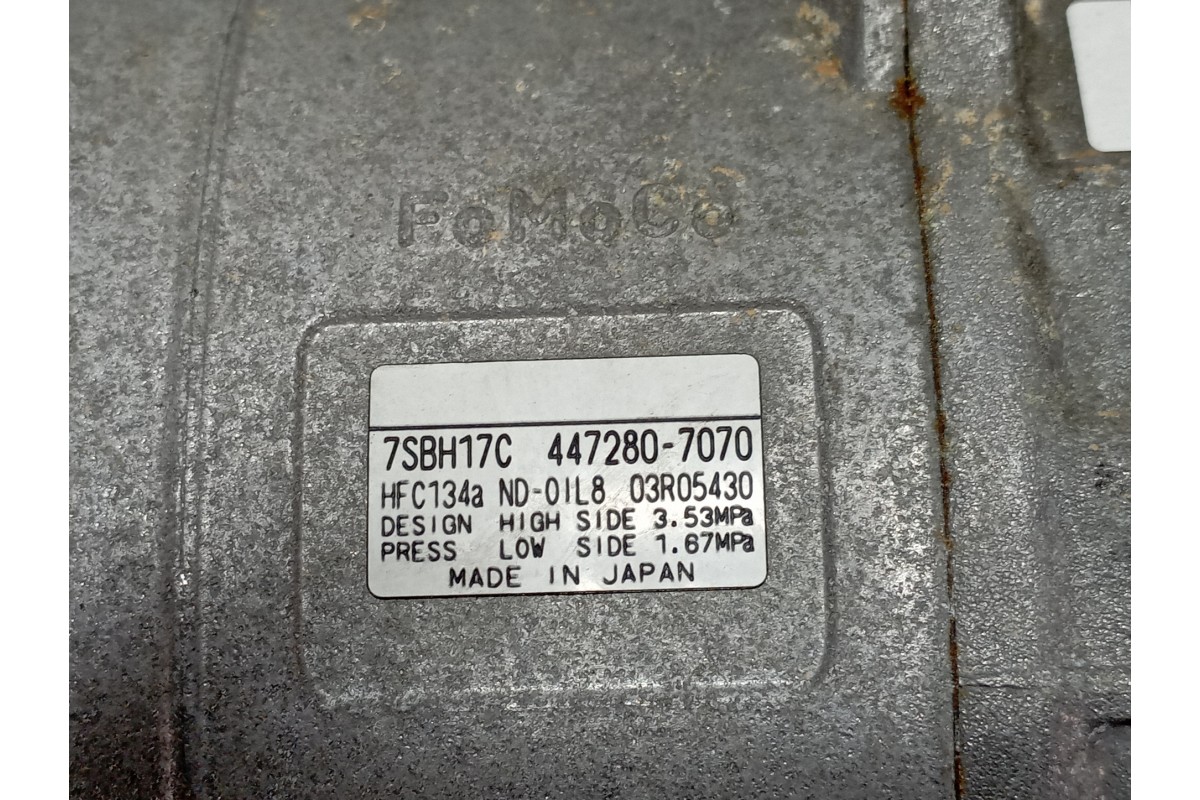 FoMoCo
7SBH17C 447280-7070
HFC134a ND-OIL8 03R05430
DESIGN HIGH SIDE 3.53MPa
PRESS LOW SIDE 1.67MPa
MADE IN JAPAN